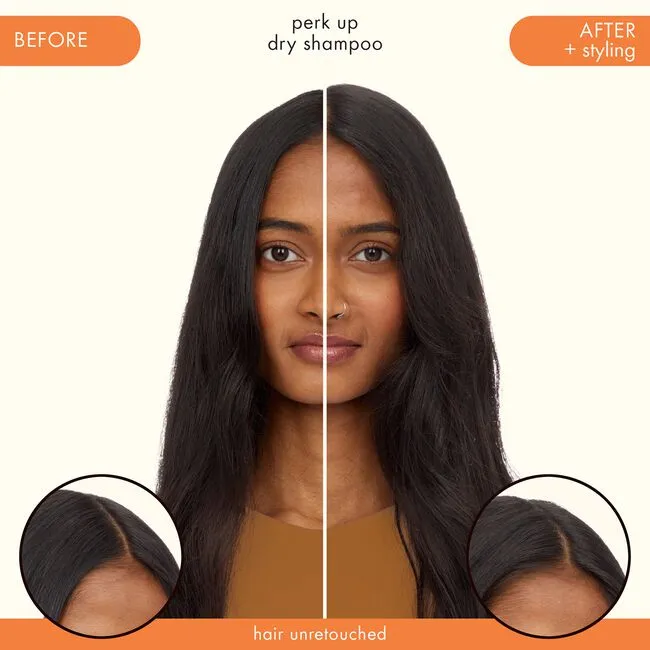 BEFORE
perk up
dry shampoo
AFTER
+ styling
hair unretouched